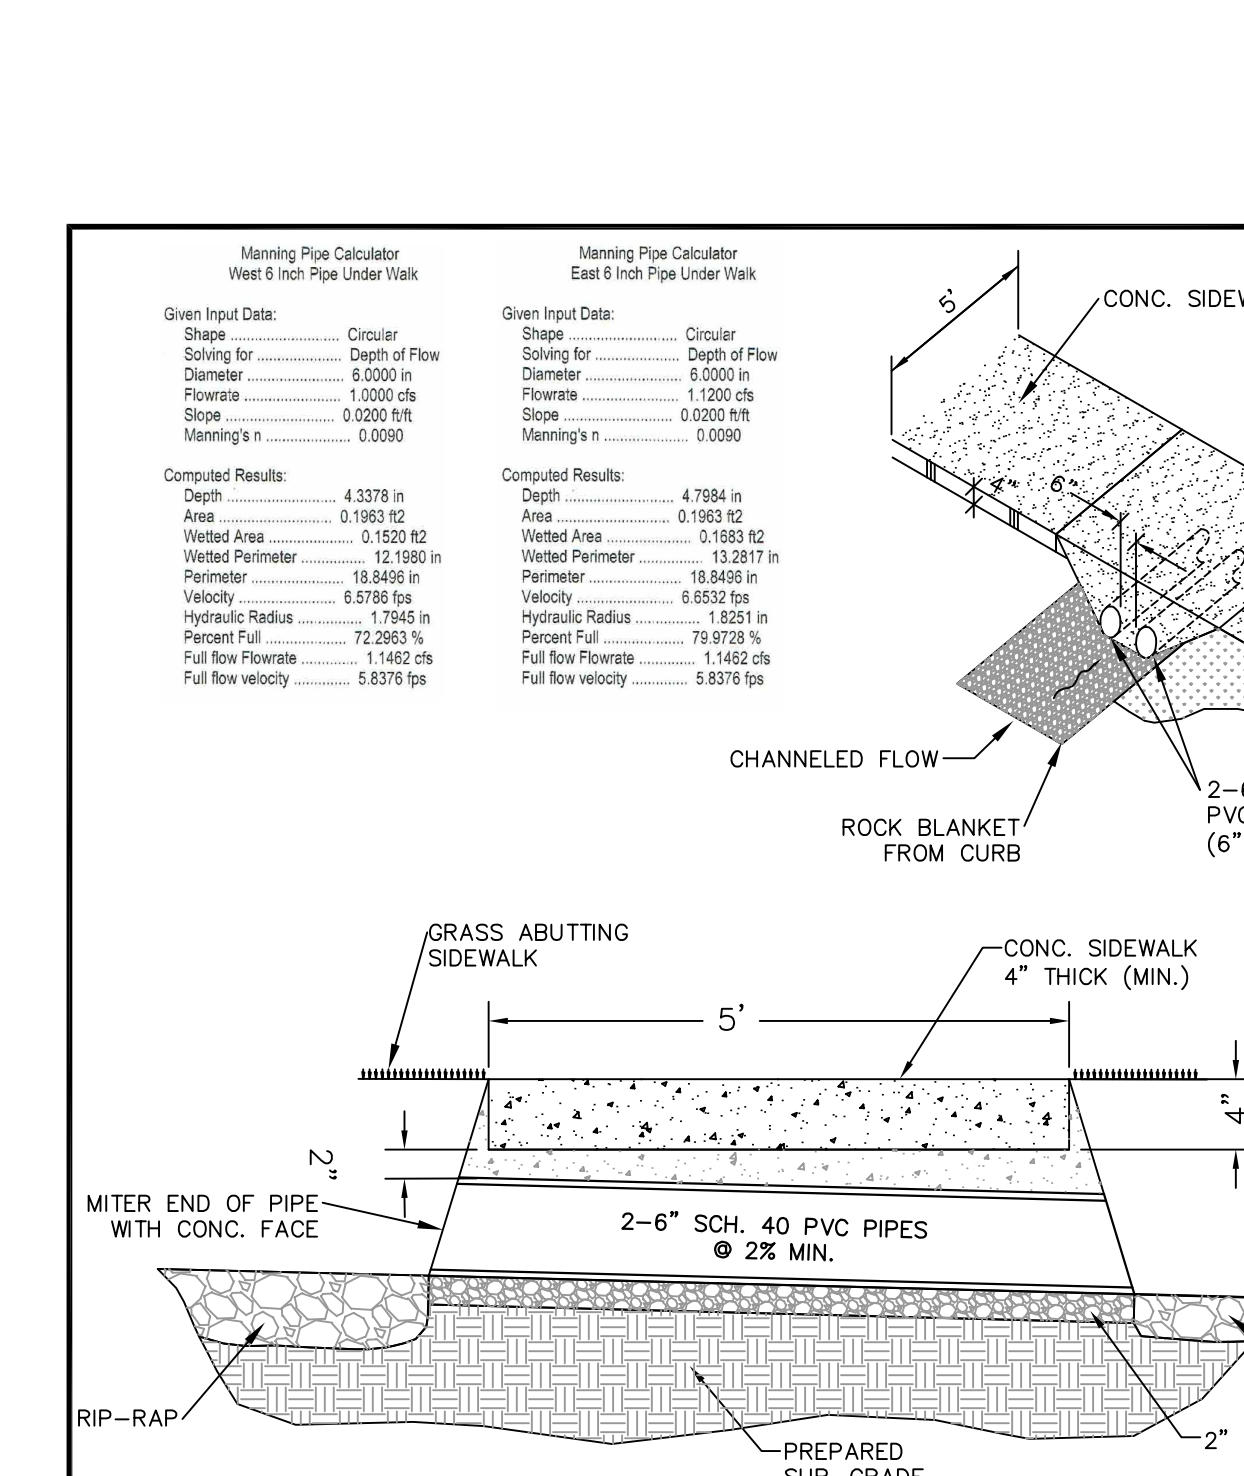 Manning Pipe Calculator
West 6 Inch Pipe Under Walk
Given Input Data:
Shape ........................... Circular
Solving for ..................... Depth of Flow
Diameter ........................ 6.0000 in
Flowrate ........................ 1.0000 cfs
Slope ........................... 0.0200 ft/ft
Manning's n ..................... 0.0090
Computed Results:
Depth ........................ 4.3378 in
Area ............................ 0.1963 ft2
Wetted Area ..................... 0.1520 ft2
Wetted Perimeter ................ 12.1980 in
Perimeter ....................... 18.8496 in
Velocity ........................ 6.5786 fps
Hydraulic Radius ................ 1.7945 in
Percent Full .................... 72.2963 %
Full flow Flowrate .............. 1.1462 cfs
Full flow velocity .............. 5.8376 fps
Manning Pipe Calculator
East 6 Inch Pipe Under Walk
Given Input Data:
Shape ........................... Circular
Solving for ..................... Depth of Flow
Diameter ........................ 6.0000 in
Flowrate ........................ 1.1200 cfs
Slope ........................... 0.0200 ft/ft
Manning's n ..................... 0.0090
Computed Results:
Depth ........................ 4.7984 in
Area ............................ 0.1963 ft2
Wetted Area ..................... 0.1683 ft2
Wetted Perimeter ................ 13.2817 in
Perimeter ....................... 18.8496 in
Velocity ........................ 6.6532 fps
Hydraulic Radius ................ 1.8251 in
Percent Full .................... 79.9728 %
Full flow Flowrate .............. 1.1462 cfs
Full flow velocity .............. 5.8376 fps
5'
CONC.
4"
6"
CHANNELED FLOW
ROCK BLANKET
FROM CURB
2-6
PVC
(6"
GRASS ABUTTING
SIDEWALK
CONC. SIDEWALK
4" THICK (MIN.)
5'
4"
2"
MITER END OF PIPE
WITH CONC. FACE
2-6" SCH. 40 PVC PIPES
@ 2% MIN.
RIP-RAP
2"
PREPARED